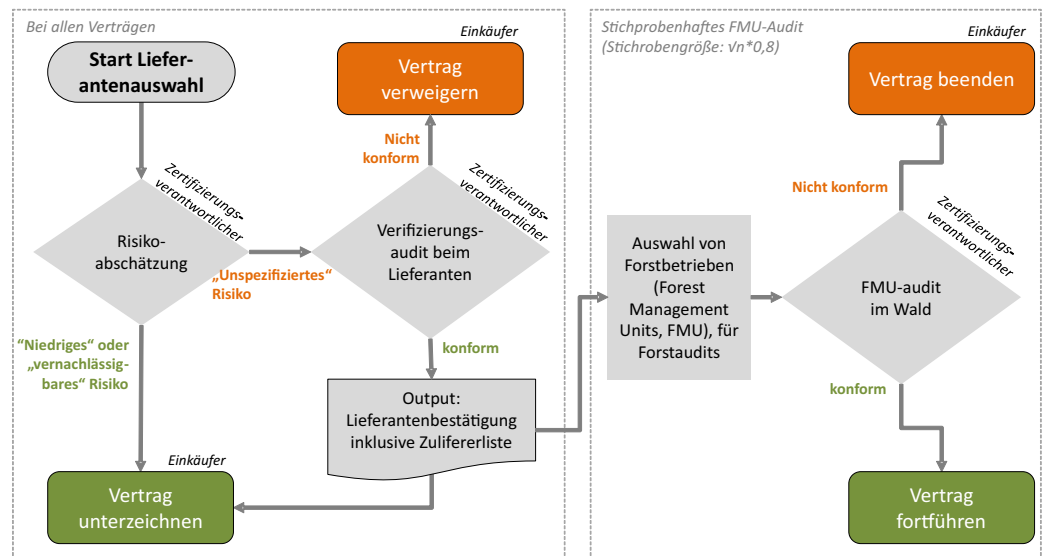 Bei allen Verträgen
Start Liefer-
antenauswahl
Einkäufer
Vertrag
verweigern
Nicht
konform
Zertifizierungs-
verantwortlicher
Risiko-
abschätzung
„Unspezifiziertes“
Risiko
Zertifizierungs-
verantwortlicher
Verifizierungs-
audit beim
Lieferanten
“Niedriges“ oder
„vernachlässig-
bares“ Risiko
konform
Output:
Lieferantenbestätigung
inklusive Zulifererliste
Einkäufer
Vertrag
unterzeichnen
Stichprobenhaftes FMU-Audit
(Stichrobengröße: √n*0,8)
Einkäufer
Vertrag beenden
Nicht konform
Zertifizierungs-
verantwortlicher
Auswahl von
Forstbetrieben
(Forest
Management
Units, FMU), für
Forstaudits
FMU-audit
im Wald
konform
Vertrag
fortführen